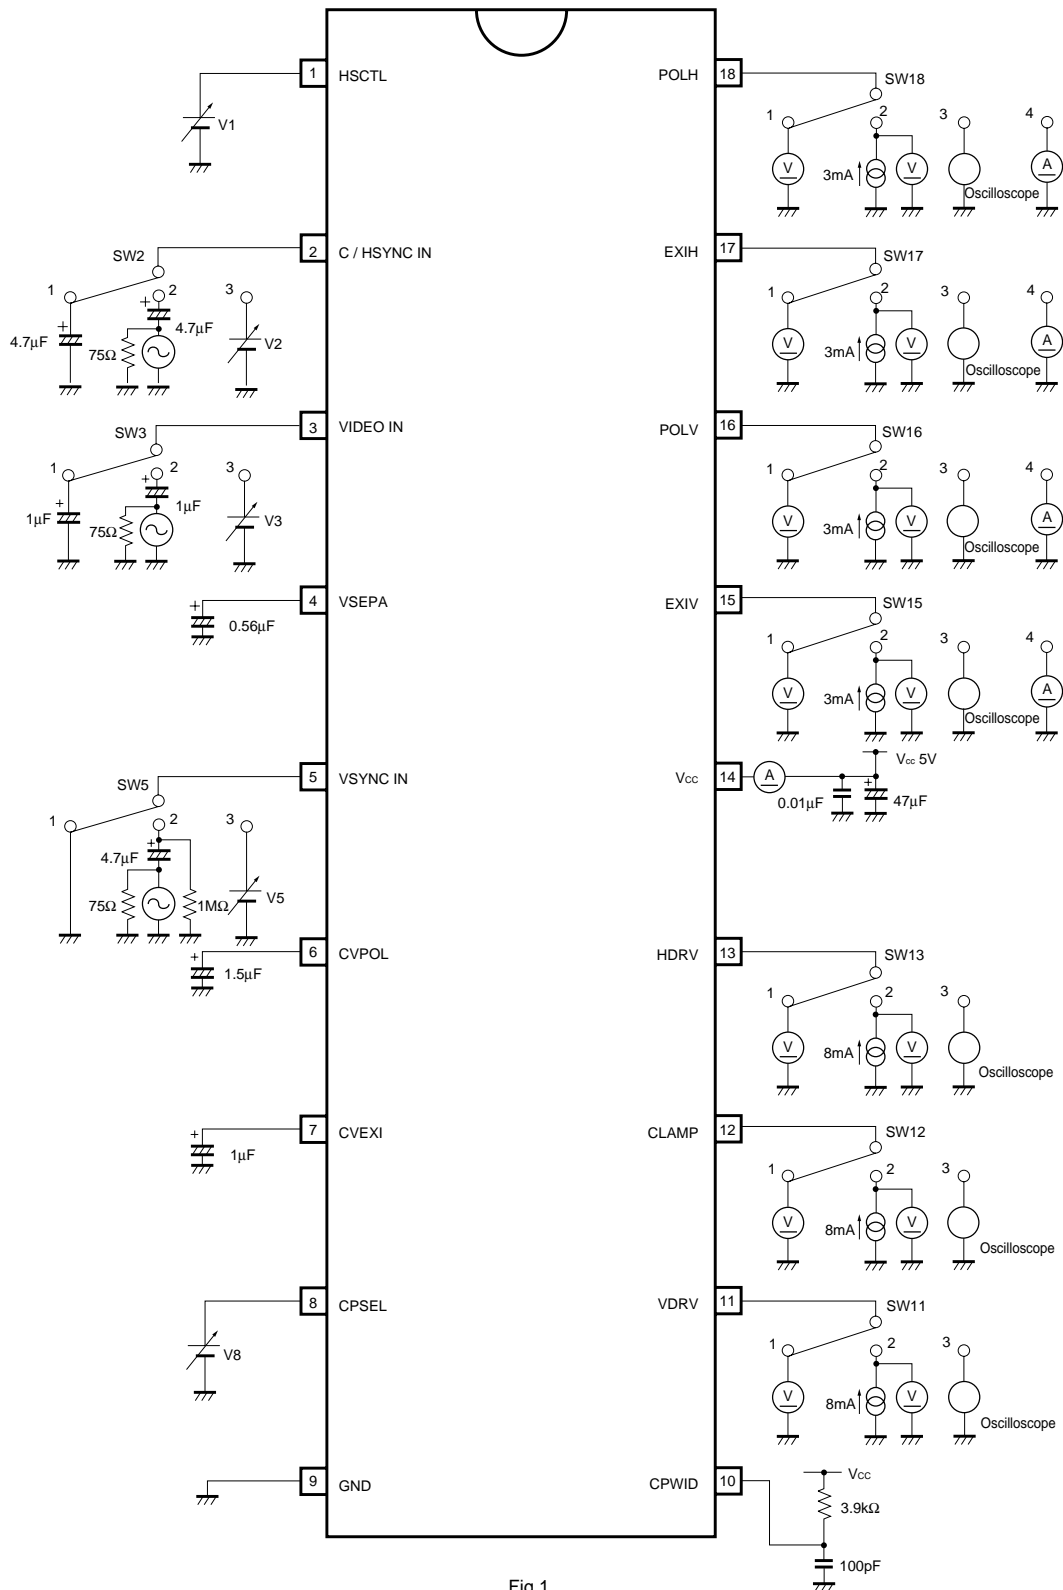 1 HSCTL
V1
2 C / HSYNC IN
SW2
1 2 3
+ + 4.7μF
4.7μF 75Ω V2
3 VIDEO IN
SW3
1 2 3
+ + 1μF
1μF 75Ω V3
4 VSEPA
+ 0.56μF
5 VSYNC IN
SW5
1 2 3
+
4.7μF
75Ω 1MΩ V5
6 CVPOL
+ 1.5μF
7 CVEXI
+ 1μF
8 CPSEL
V8
9 GND
POLH 18
SW18
1 2 3 4
V 3mA V A
Oscilloscope
EXIH 17
SW17
1 2 3 4
V 3mA V A
Oscilloscope
POLV 16
SW16
1 2 3 4
V 3mA V A
Oscilloscope
EXIV 15
SW15
1 2 3 4
V 3mA V A
Oscilloscope
Vcc 5V
Vcc 14 A
+
0.01μF 47μF
HDRV 13
SW13
1 2 3
V 8mA V
Oscilloscope
CLAMP 12
SW12
1 2 3
V 8mA V
Oscilloscope
VDRV 11
SW11
1 2 3
V 8mA V
Oscilloscope
CPWID 10
Vcc
3.9kΩ
100pF
Fig.1